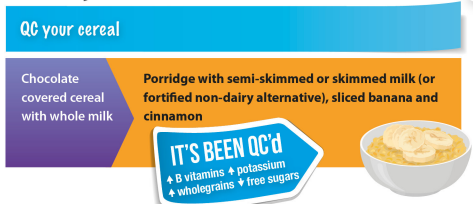 QC your cereal
Chocolate
covered cereal
with whole milk
Porridge with semi-skimmed or skimmed milk (or
fortified non-dairy alternative), sliced banana and
cinnamon
IT'S BEEN QC'd
↑ B vitamins ↑ potassium
↑ wholegrains ↓ free sugars